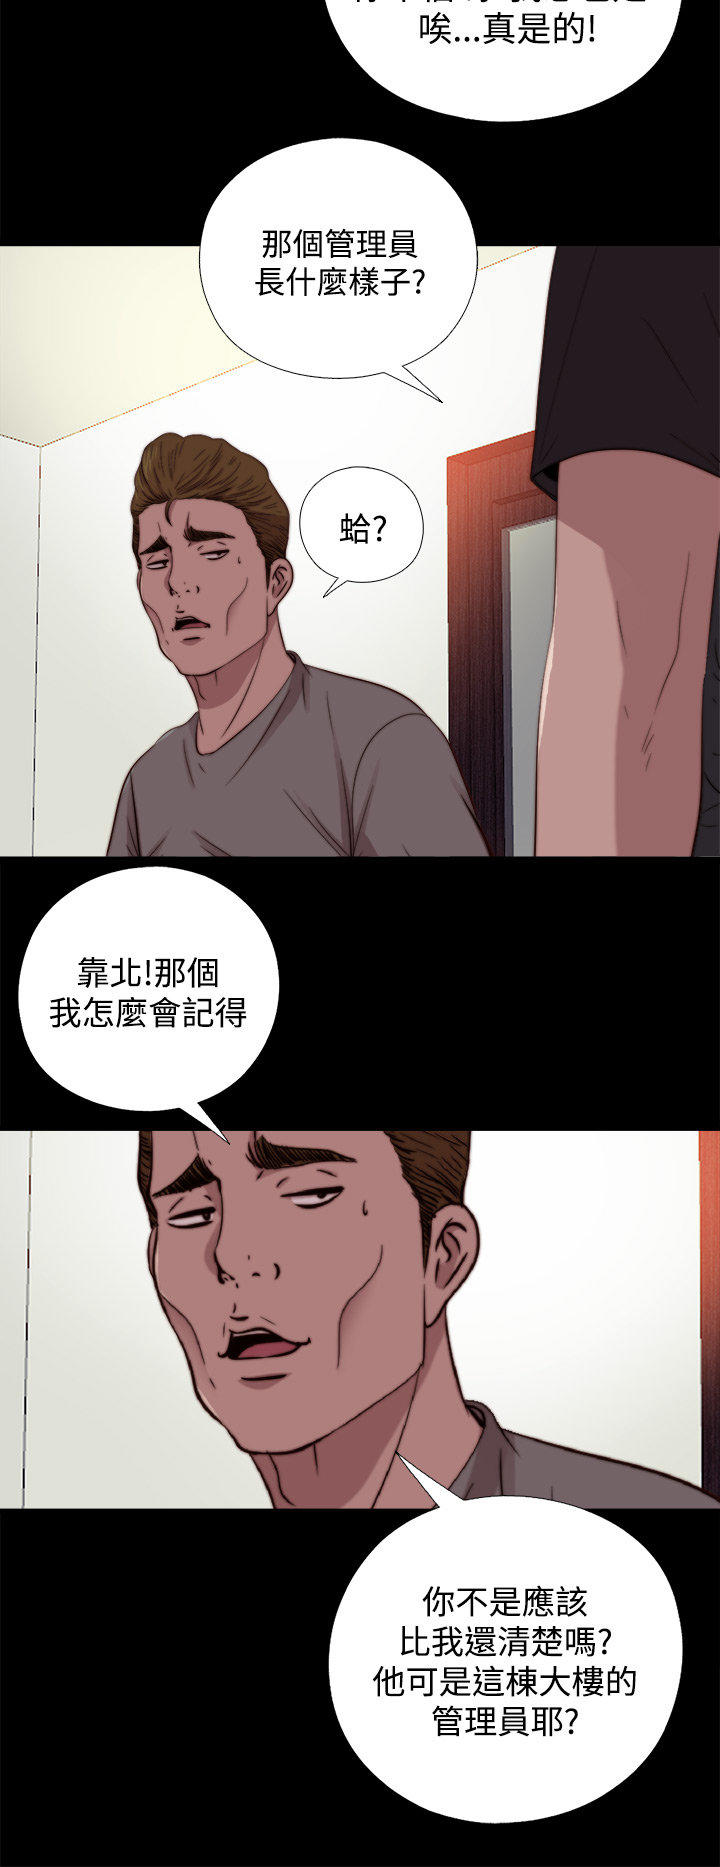 唉...真是的!
那個管理員
長什麼樣子?
蛤?
靠北!那個
我怎麼會記得
你不是應該
比我還清楚嗎?
他可是這棟大樓的
管理員耶?